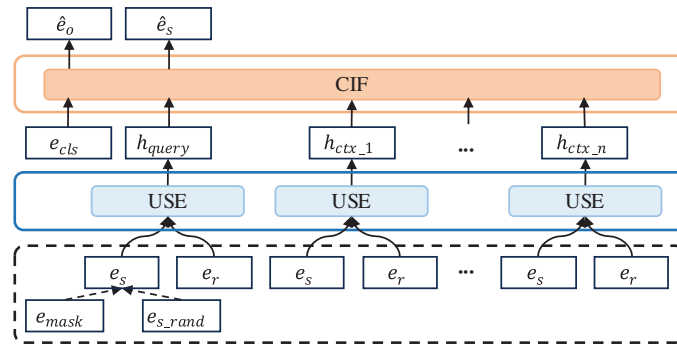 ê_o ê_s
CIF
e_cls h_query h_ctx_1 ... h_ctx_n
USE USE USE
e_s e_r e_s e_r ... e_s e_r
e_mask e_s_rand